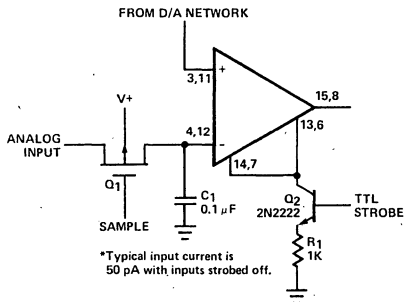 FROM D/A NETWORK
3,11
+
15,8
V+
13,6
ANALOG
INPUT
4,12
-
14,7
Q1
C1
0.1 μF
Q2
2N2222
TTL
STROBE
SAMPLE
R1
1K
*Typical input current is
50 pA with inputs strobed off.